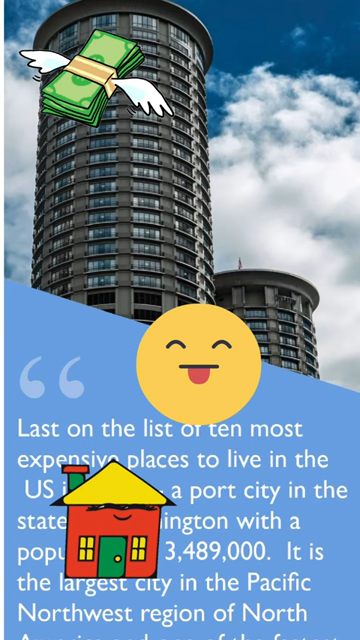 “
Last on the list of ten most
expensive places to live in the
US i a port city in the
state ington with a
popu 3,489,000. It is
the largest city in the Pacific
Northwest region of North